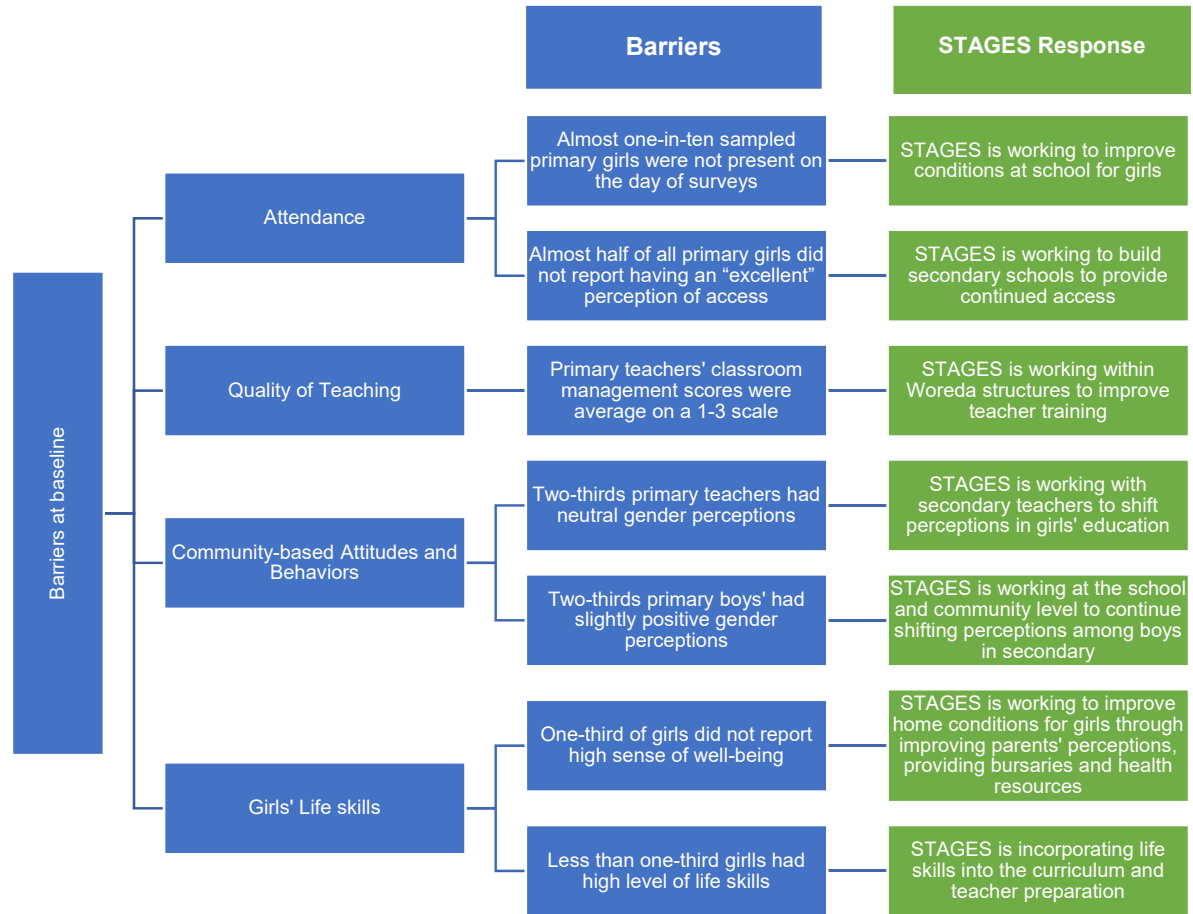 Barriers
STAGES Response
Barriers at baseline
Attendance
Almost one-in-ten sampled
primary girls were not present on
the day of surveys
STAGES is working to improve
conditions at school for girls
Almost half of all primary girls did
not report having an “excellent”
perception of access
STAGES is working to build
secondary schools to provide
continued access
Quality of Teaching
Primary teachers' classroom
management scores were
average on a 1-3 scale
STAGES is working within
Woreda structures to improve
teacher training
Community-based Attitudes and
Behaviors
Two-thirds primary teachers had
neutral gender perceptions
STAGES is working with
secondary teachers to shift
perceptions in girls' education
Two-thirds primary boys' had
slightly positive gender
perceptions
STAGES is working at the school
and community level to continue
shifting perceptions among boys
in secondary
Girls' Life skills
One-third of girls did not report
high sense of well-being
STAGES is working to improve
home conditions for girls through
improving parents' perceptions,
providing bursaries and health
resources
Less than one-third girlls had
high level of life skills
STAGES is incorporating life
skills into the curriculum and
teacher preparation